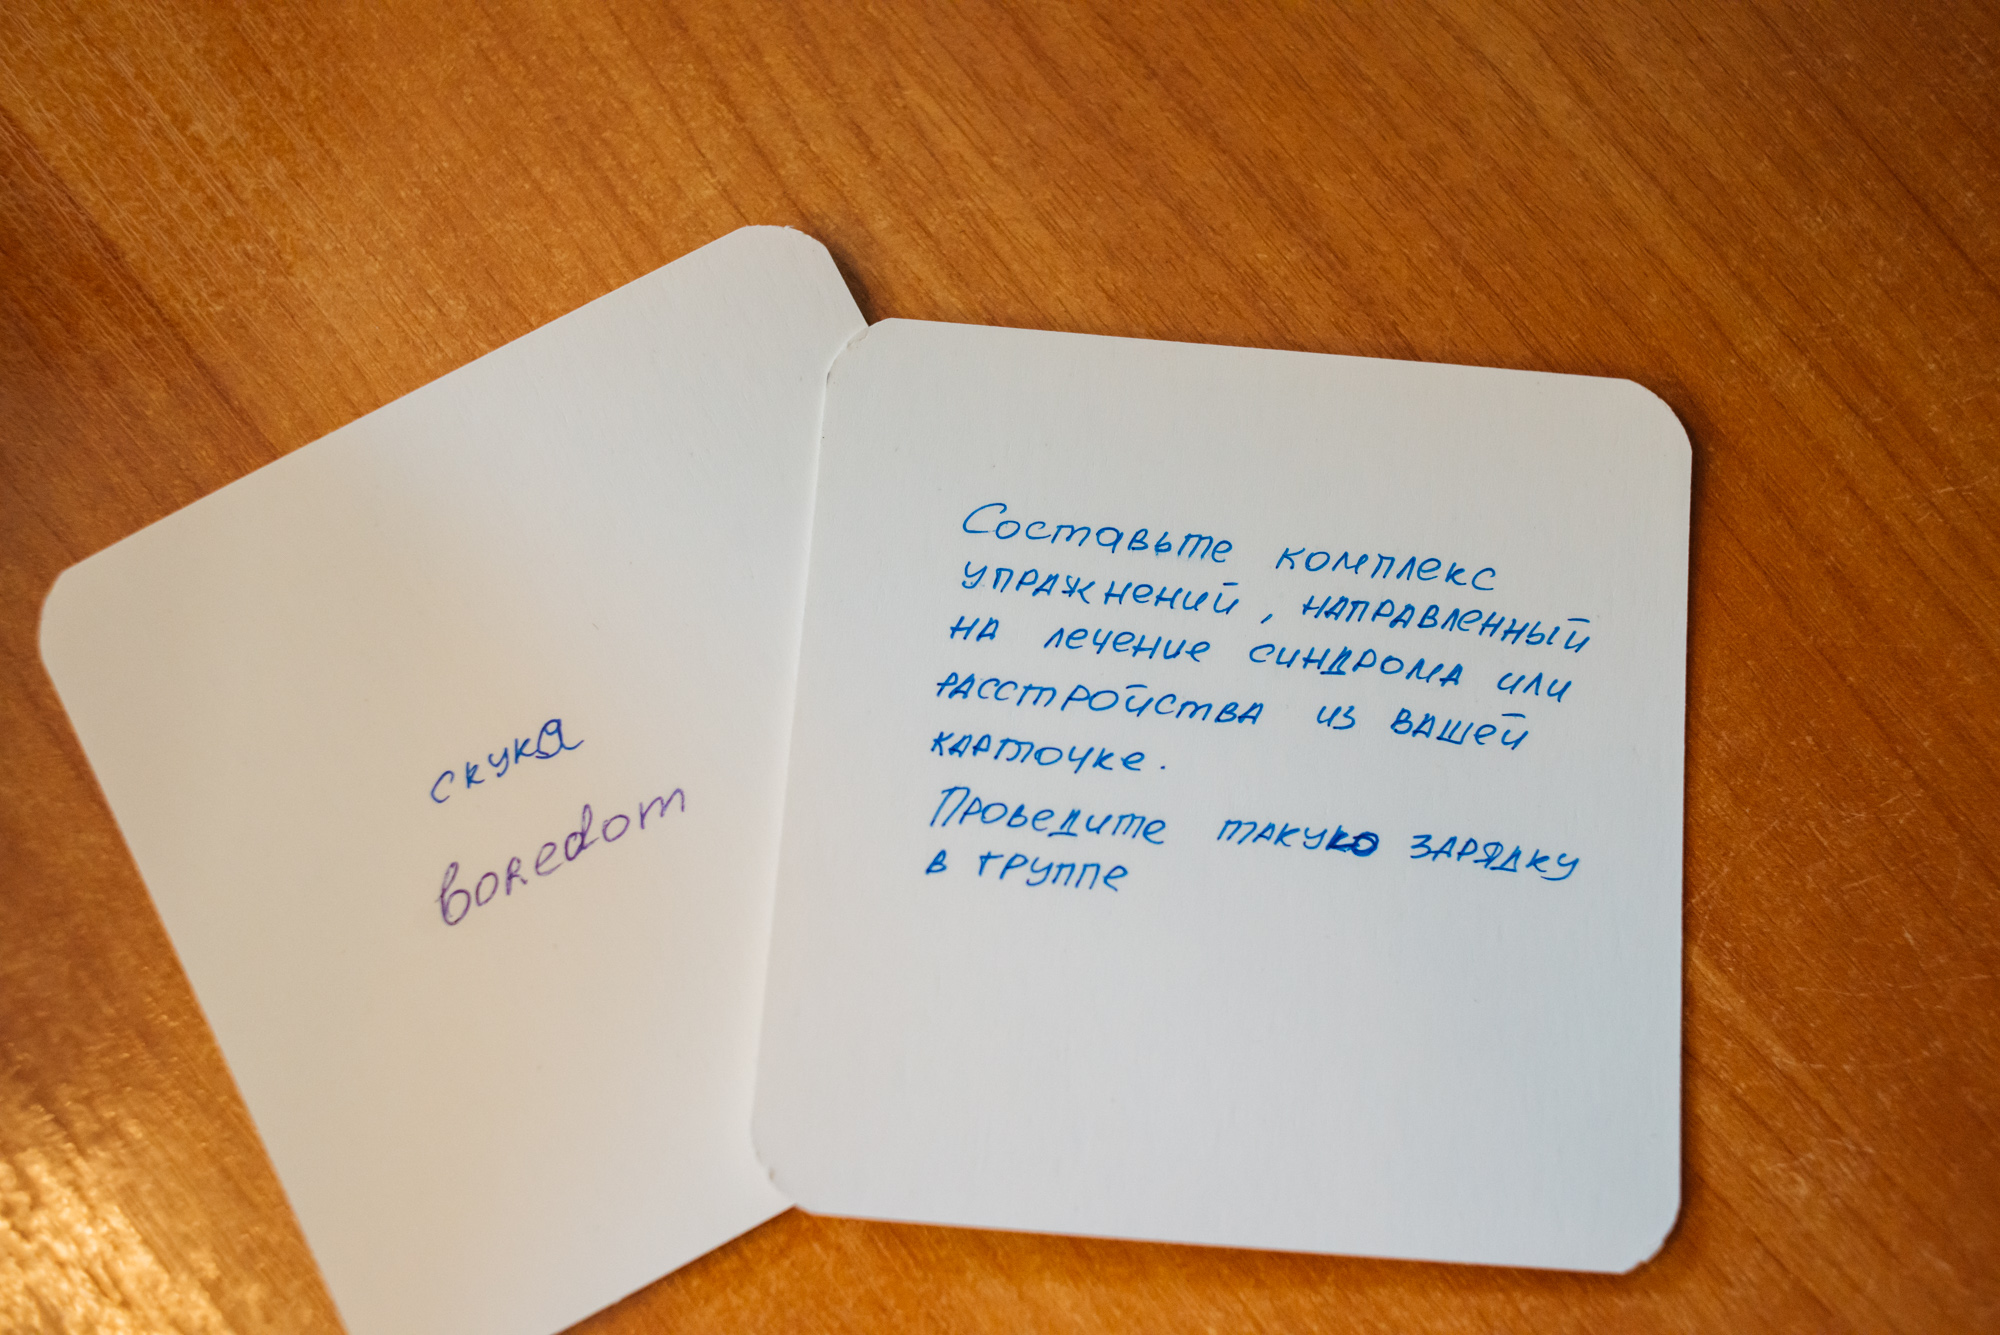 скука
boredom
Составьте комплекс
упражнений, направленный
на лечение синдрома или
расстройства из вашей
карточке.
Проведите такую зарядку
в группе